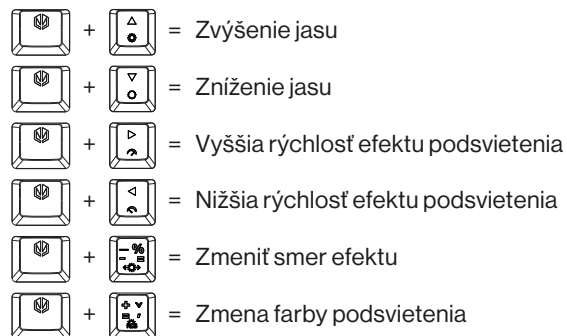 + = Zvýšenie jasu
+ = Zníženie jasu
+ = Vyššia rýchlosť efektu podsvietenia
+ = Nižšia rýchlosť efektu podsvietenia
+ = Zmeniť smer efektu
+ = Zmena farby podsvietenia